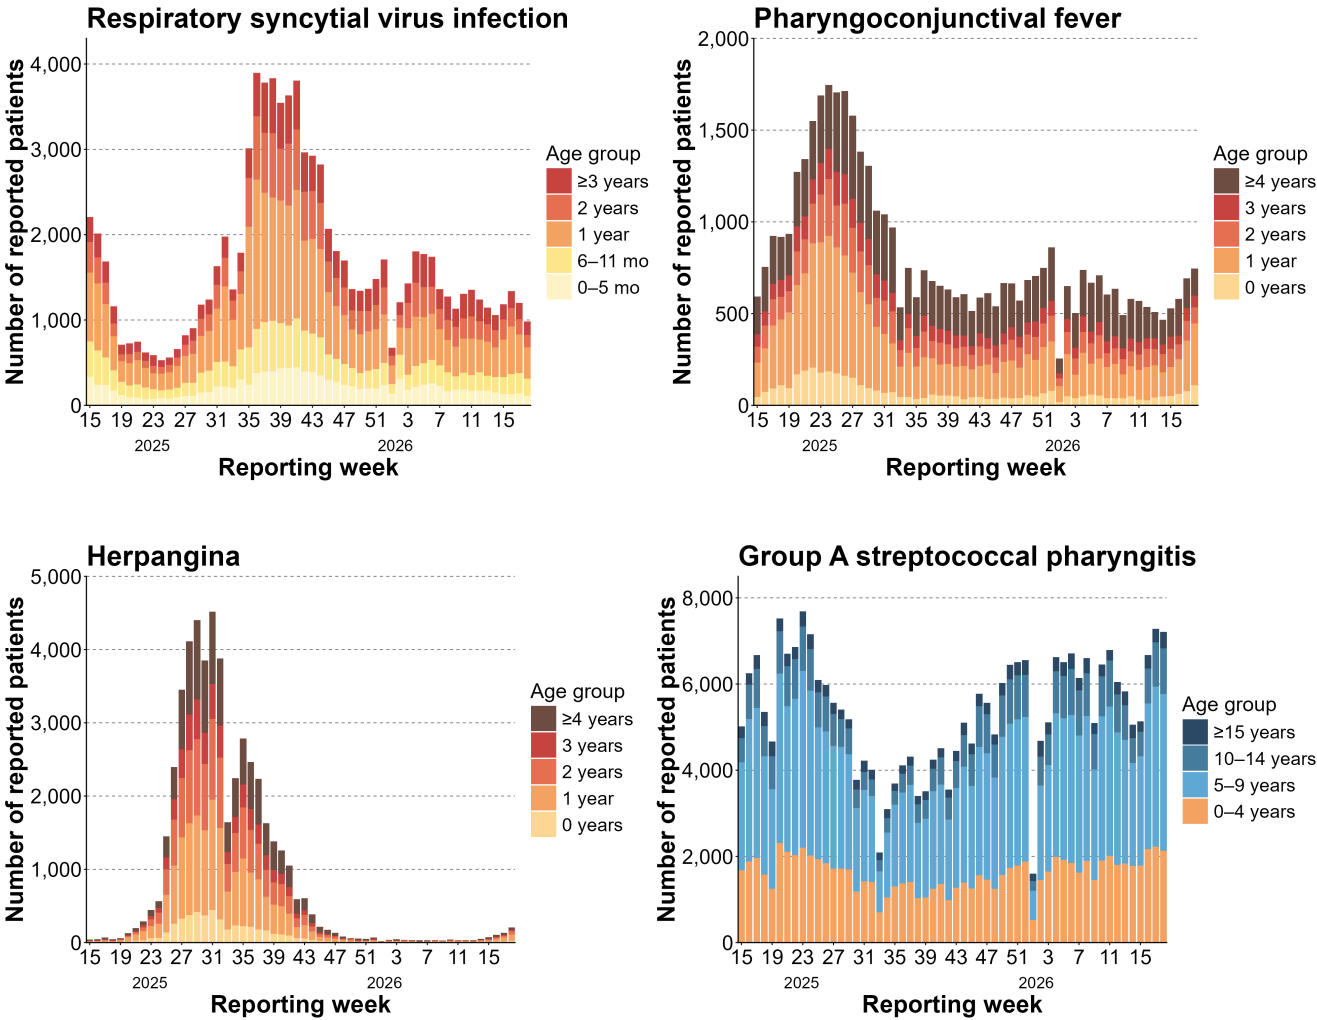 Respiratory syncytial virus infection
Number of reported patients
4,000
3,000
2,000
1,000
0
15 19 23 27 31 35 39 43 47 51 3 7 11 15
2025 2026
Reporting week
Age group
≥3 years
2 years
1 year
6–11 mo
0–5 mo
Pharyngoconjunctival fever
Number of reported patients
2,000
1,500
1,000
500
0
15 19 23 27 31 35 39 43 47 51 3 7 11 15
2025 2026
Reporting week
Age group
≥4 years
3 years
2 years
1 year
0 years
Herpangina
Number of reported patients
5,000
4,000
3,000
2,000
1,000
0
15 19 23 27 31 35 39 43 47 51 3 7 11 15
2025 2026
Reporting week
Age group
≥4 years
3 years
2 years
1 year
0 years
Group A streptococcal pharyngitis
Number of reported patients
8,000
6,000
4,000
2,000
0
15 19 23 27 31 35 39 43 47 51 3 7 11 15
2025 2026
Reporting week
Age group
≥15 years
10–14 years
5–9 years
0–4 years